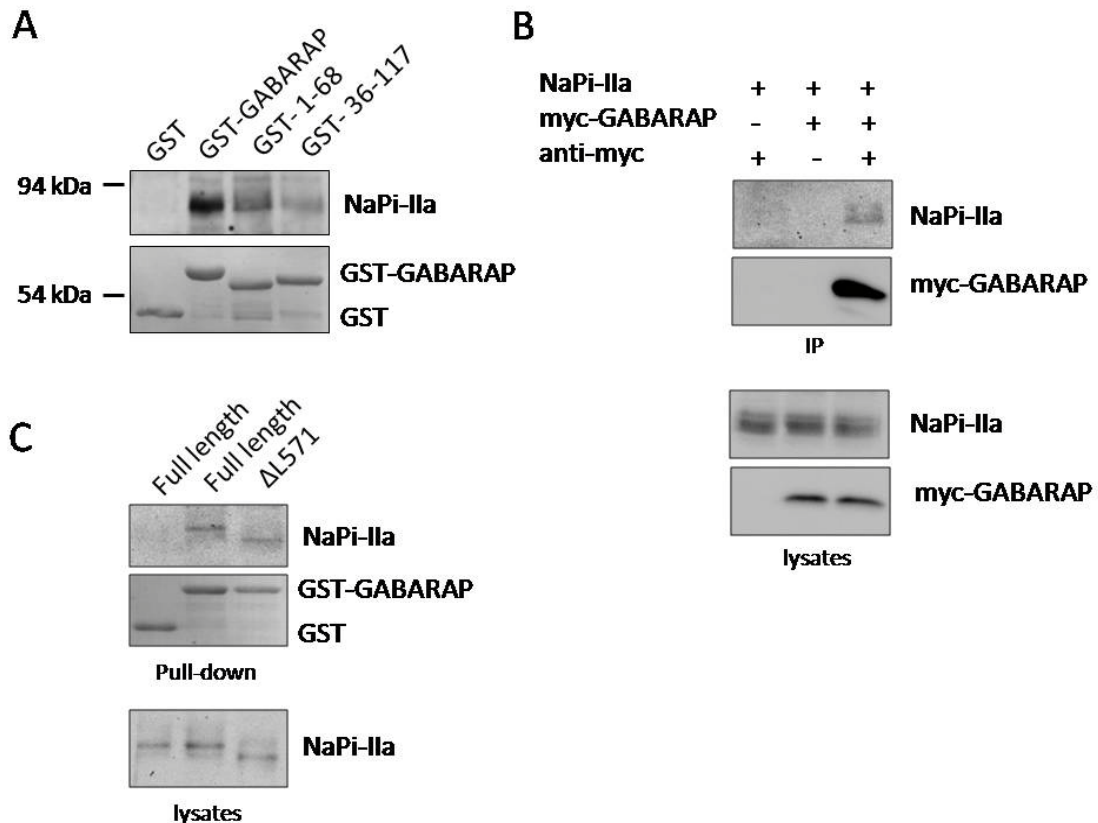 A
GST
GST-GABARAP
GST- 1-68
GST- 36-117
94 kDa
NaPi-IIa
54 kDa
GST-GABARAP
GST
B
NaPi-IIa + + +
myc-GABARAP - + +
anti-myc + - +
NaPi-IIa
myc-GABARAP
IP
NaPi-IIa
myc-GABARAP
lysates
C
Full length
Full length
ΔL571
NaPi-IIa
GST-GABARAP
GST
Pull-down
NaPi-IIa
lysates